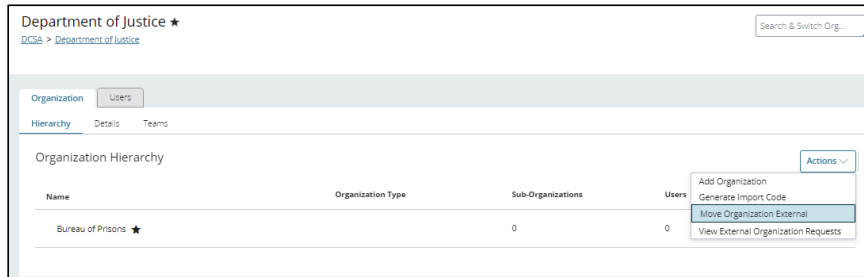 Department of Justice ★
DCSA > Department of Justice
Search & Switch Org...
Organization
Users
Hierarchy
Details
Teams
Organization Hierarchy
Actions
Add Organization
Generate Import Code
Move Organization External
View External Organization Requests
Name
Organization Type
Sub-Organizations
Users
Bureau of Prisons ★
0
0